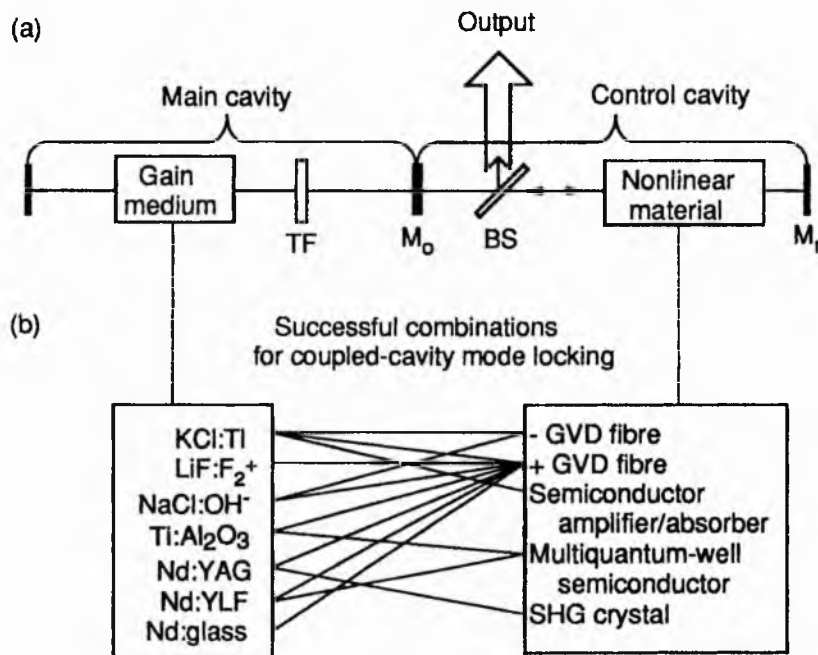 (a)
Output
Main cavity
Control cavity
Gain
medium
TF
M₀
BS
Nonlinear
material
(b)
Successful combinations
for coupled-cavity mode locking
KCl:Tl
LiF:F₂⁺
NaCl:OH⁻
Ti:Al₂O₃
Nd:YAG
Nd:YLF
Nd:glass
- GVD fibre
+ GVD fibre
Semiconductor
amplifier/absorber
Multiquantum-well
semiconductor
SHG crystal